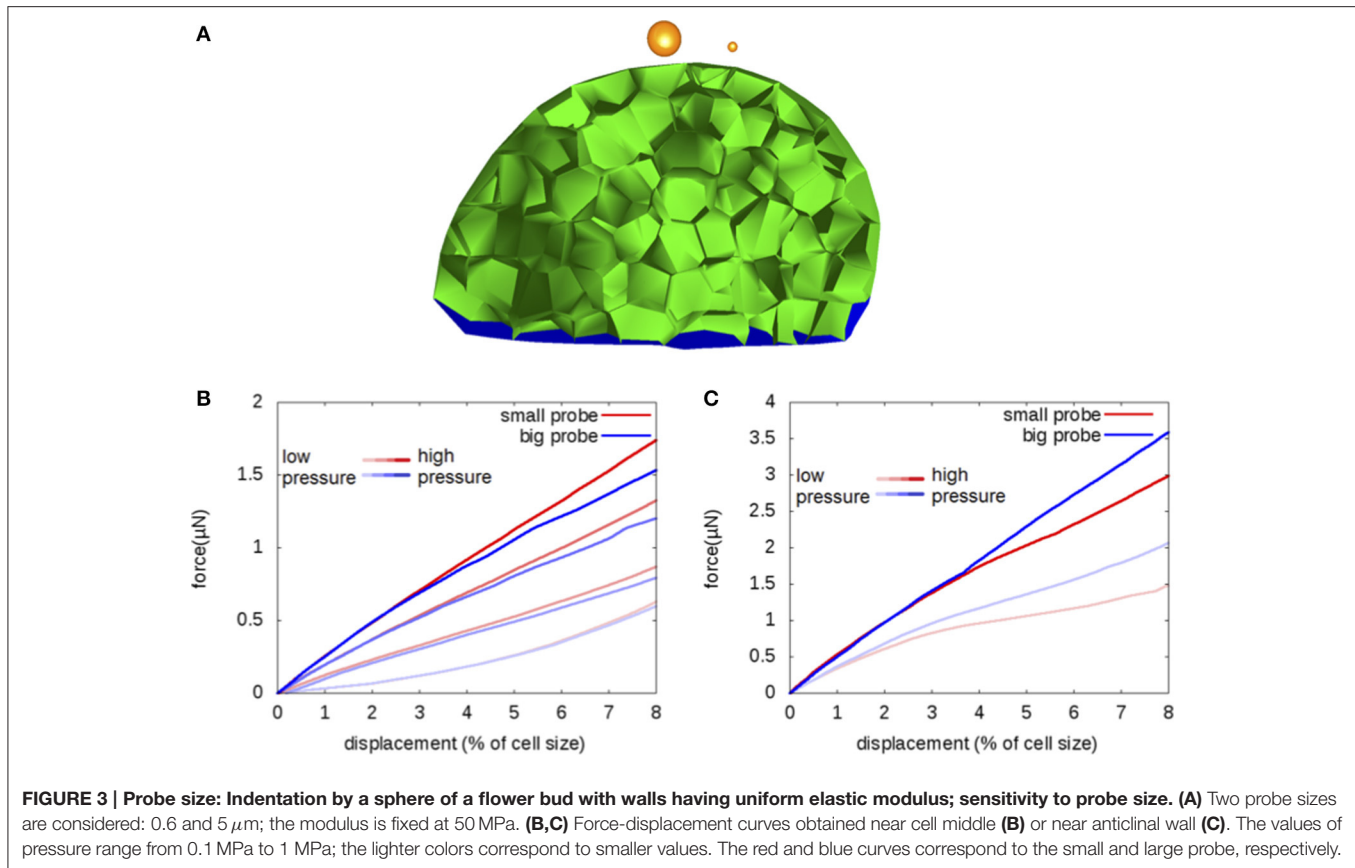 A
B
2
1.5
1
0.5
0
0 1 2 3 4 5 6 7 8
force(μN)
displacement (% of cell size)
small probe
big probe
low high
pressure pressure
C
4
3.5
3
2.5
2
1.5
1
0.5
0
0 1 2 3 4 5 6 7 8
force(μN)
displacement (% of cell size)
small probe
big probe
low high
pressure pressure
FIGURE 3 | Probe size: Indentation by a sphere of a flower bud with walls having uniform elastic modulus; sensitivity to probe size. (A) Two probe sizes
are considered: 0.6 and 5 μm; the modulus is fixed at 50 MPa. (B,C) Force-displacement curves obtained near cell middle (B) or near anticlinal wall (C). The values of
pressure range from 0.1 MPa to 1 MPa; the lighter colors correspond to smaller values. The red and blue curves correspond to the small and large probe, respectively.